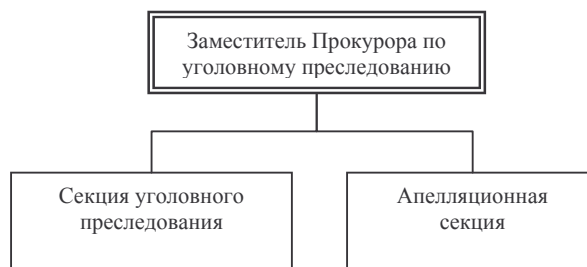 Заместитель Прокурора по
уголовному преследованию
Секция уголовного
преследования
Апелляционная
секция